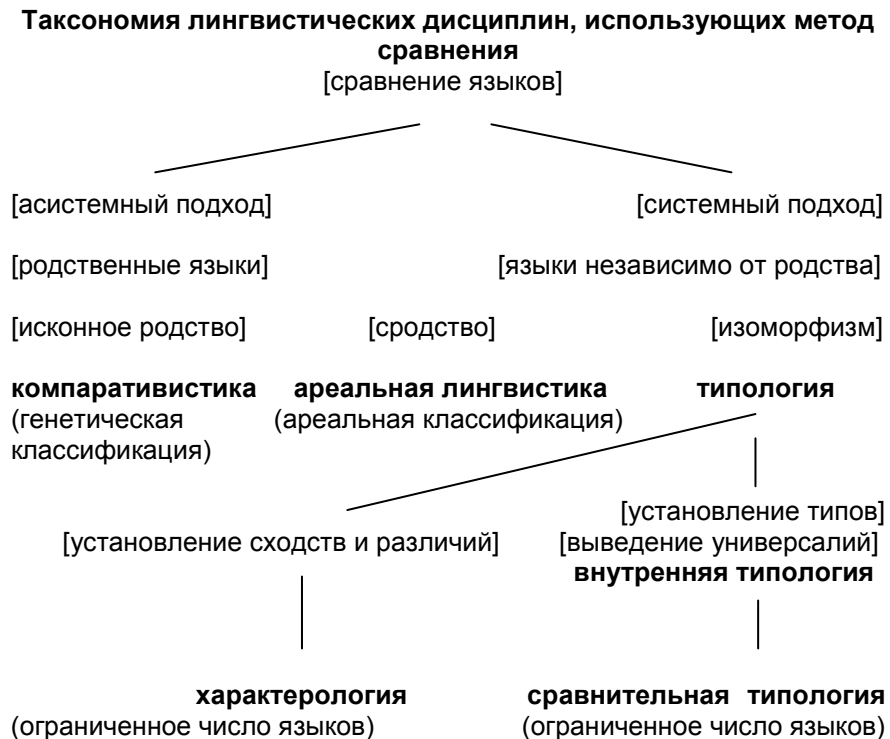 Таксономия лингвистических дисциплин, использующих метод
сравнения
[сравнение языков]
[асистемный подход] [системный подход]
[родственные языки] [языки независимо от родства]
[исконное родство] [сродство] [изоморфизм]
компаративистика ареальная лингвистика типология
(генетическая (ареальная классификация)
классификация)
[установление типов]
[установление сходств и различий] [выведение универсалий]
внутренняя типология
характерология сравнительная типология
(ограниченное число языков) (ограниченное число языков)